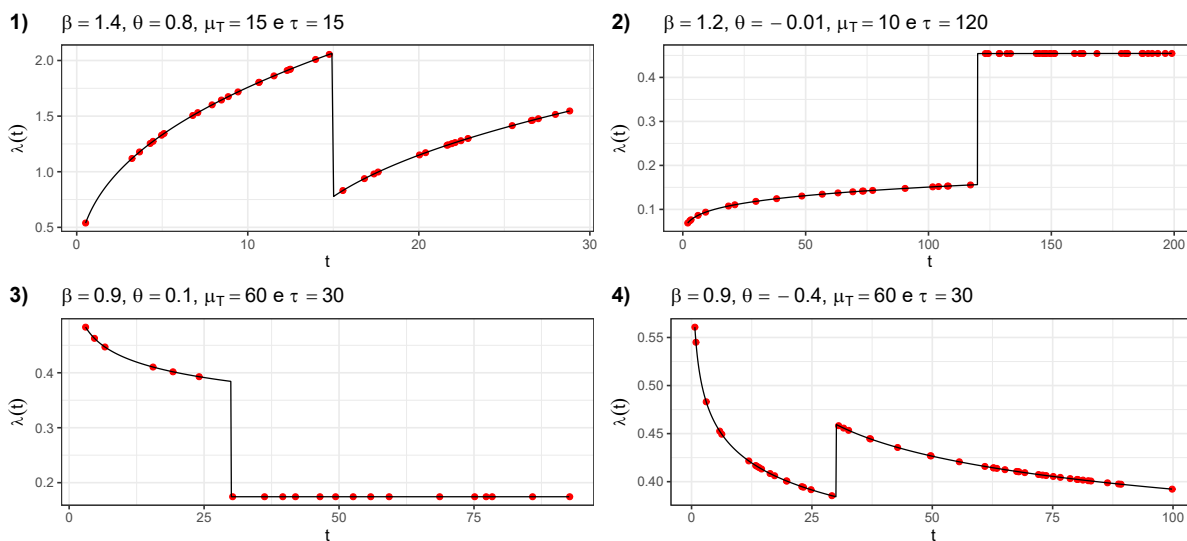 1) β = 1.4, θ = 0.8, μT = 15 e τ = 15
λ(t)
2.0
1.5
1.0
0.5
0 10 20 30
t
2) β = 1.2, θ = − 0.01, μT = 10 e τ = 120
λ(t)
0.4
0.3
0.2
0.1
0 50 100 150 200
t
3) β = 0.9, θ = 0.1, μT = 60 e τ = 30
λ(t)
0.4
0.3
0.2
0 25 50 75
t
4) β = 0.9, θ = − 0.4, μT = 60 e τ = 30
λ(t)
0.55
0.50
0.45
0.40
0 25 50 75 100
t